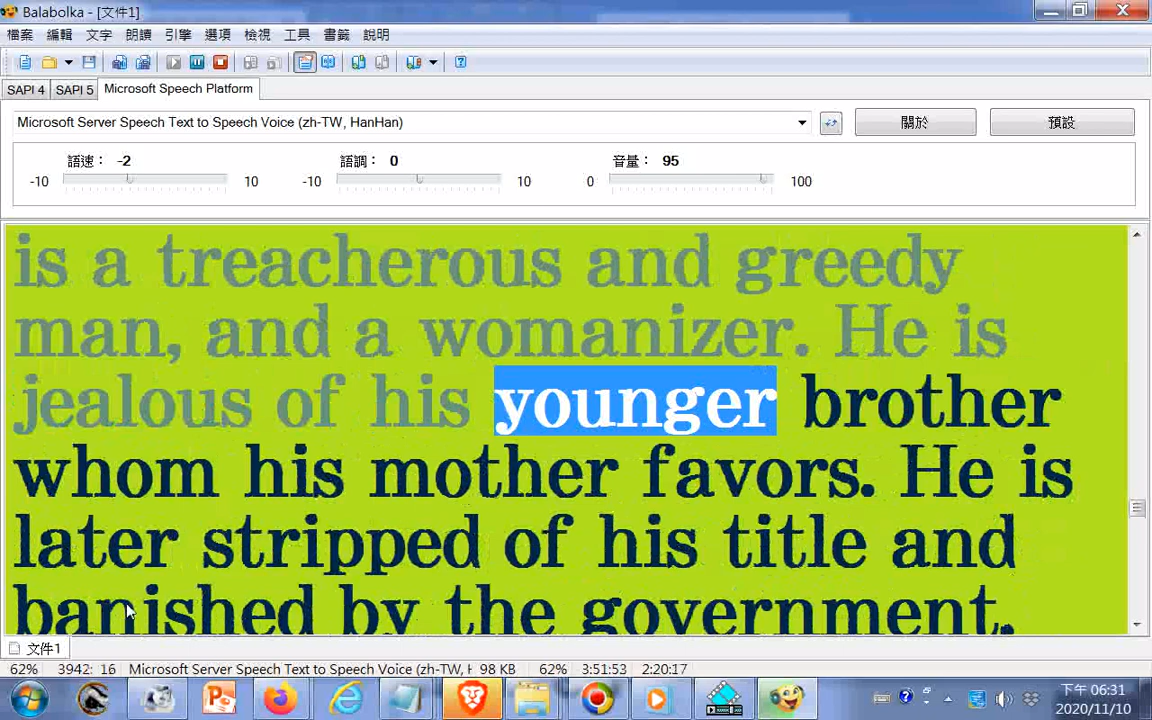 Balabolka - [文件1]
檔案 編輯 文字 朗讀 引擎 選項 檢視 工具 書籤 說明
SAPI 4 SAPI 5 Microsoft Speech Platform
Microsoft Server Speech Text to Speech Voice (zh-TW, HanHan) 關於 預設
語速： -2 語調： 0 音量： 95
-10 10 -10 10 0 100
is a treacherous and greedy
man, and a womanizer. He is
jealous of his younger brother
whom his mother favors. He is
later stripped of his title and
banished by the government.
文件1
62% 3942: 16 Microsoft Server Speech Text to Speech Voice (zh-TW, 98 KB 62% 3:51:53 2:20:17
下午 06:31
2020/11/10